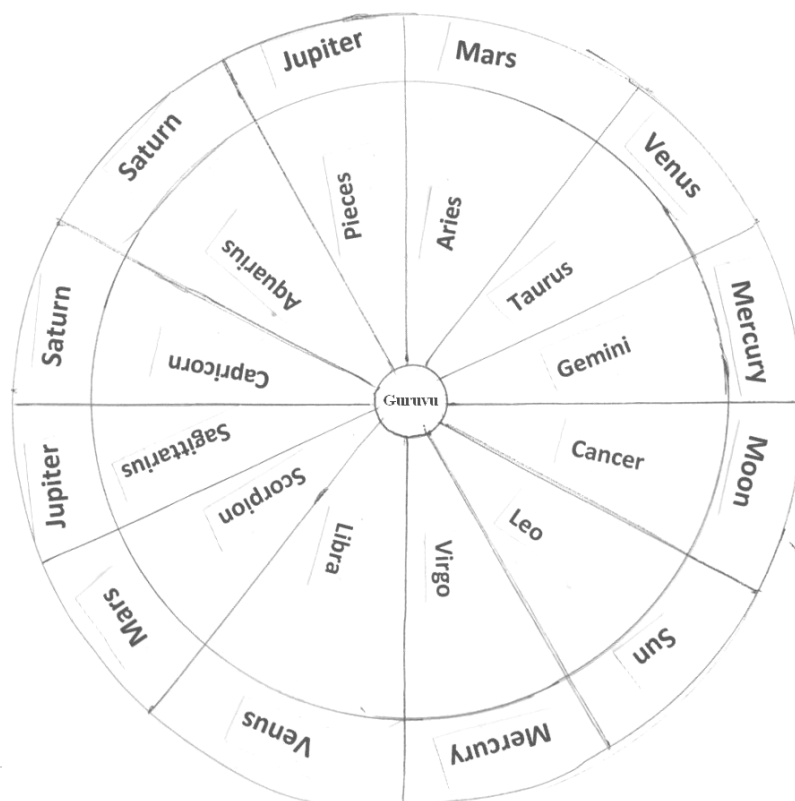 Jupiter
Mars
Venus
Mercury
Moon
Sun
Mercury
Venus
Mars
Jupiter
Saturn
Saturn
Pieces
Aries
Taurus
Gemini
Cancer
Leo
Virgo
Libra
Scorpion
Sagittarius
Capricorn
Aquarius
Guruvu